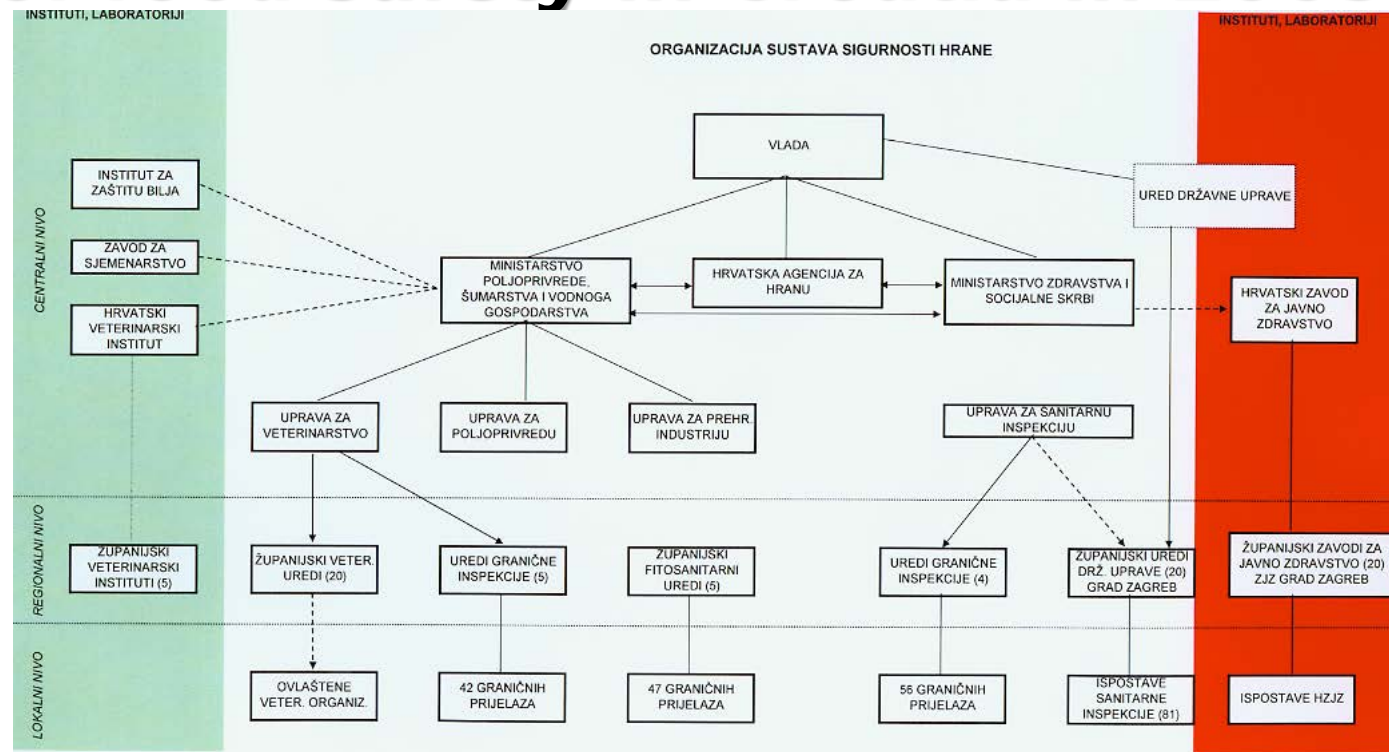 INSTITUTI, LABORATORIJI
INSTITUTI, LABORATORIJI
ORGANIZACIJA SUSTAVA SIGURNOSTI HRANE
VLADA
INSTITUT ZA
ZAŠTITU BILJA
URED DRŽAVNE UPRAVE
CENTRALNI NIVO
ZAVOD ZA
SJEMENARSTVO
MINISTARSTVO
POLJOPRIVREDE,
ŠUMARSTVA I VODNOGA
GOSPODARSTVA
HRVATSKA AGENCIJA ZA
HRANU
MINISTARSTVO ZDRAVSTVA I
SOCIJALNE SKRBI
HRVATSKI ZAVOD
ZA JAVNO
ZDRAVSTVO
HRVATSKI
VETERINARSKI
INSTITUT
UPRAVA ZA
VETERINARSTVO
UPRAVA ZA
POLJOPRIVREDU
UPRAVA ZA PREHR.
INDUSTRIJU
UPRAVA ZA SANITARNU
INSPEKCIJU
REGIONALNI NIVO
ŽUPANIJSKI
VETERINARSKI
INSTITUTI (5)
ŽUPANIJSKI VETER.
UREDI (20)
UREDI GRANIČNE
INSPEKCIJE (5)
ŽUPANIJSKI
FITOSANITARNI
UREDI (5)
UREDI GRANIČNE
INSPEKCIJE (4)
ŽUPANIJSKI UREDI
DRŽ. UPRAVE (20)
GRAD ZAGREB
ŽUPANIJSKI ZAVODI ZA
JAVNO ZDRAVSTVO (20)
ZJZ GRAD ZAGREB
LOKALNI NIVO
OVLAŠTENE
VETER. ORGANIZ.
42 GRANIČNIH
PRIJELAZA
47 GRANIČNIH
PRIJELAZA
56 GRANIČNIH
PRIJELAZA
ISPOSTAVE
SANITARNE
INSPEKCIJE (81)
ISPOSTAVE HZJZ